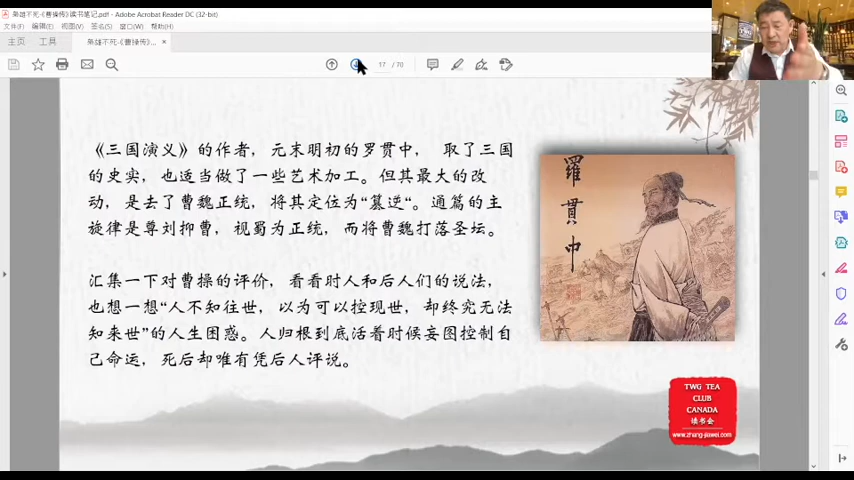 枭雄不死-《曹操传》读书笔记.pdf - Adobe Acrobat Reader DC (32-bit)
文件(F) 编辑(E) 视图(V) 签名(S) 窗口(W) 帮助(H)
主页 工具 枭雄不死-《曹操传》... ×
17 / 70
《三国演义》的作者，元末明初的罗贯中， 取了三国
的史实，也适当做了一些艺术加工。但其最大的改
动，是去了曹魏正统，将其定位为“篡逆“。通篇的主
旋律是尊刘抑曹，视蜀为正统，而将曹魏打落圣坛。
汇集一下对曹操的评价，看看时人和后人们的说法，
也想一想“人不知往世，以为可以控现世，却终究无法
知来世”的人生困惑。人归根到底活着时候妄图控制自
己命运，死后却唯有凭后人评说。
羅貫中
TWG TEA
CLUB
CANADA
读书会
www.zhang-jiawei.com